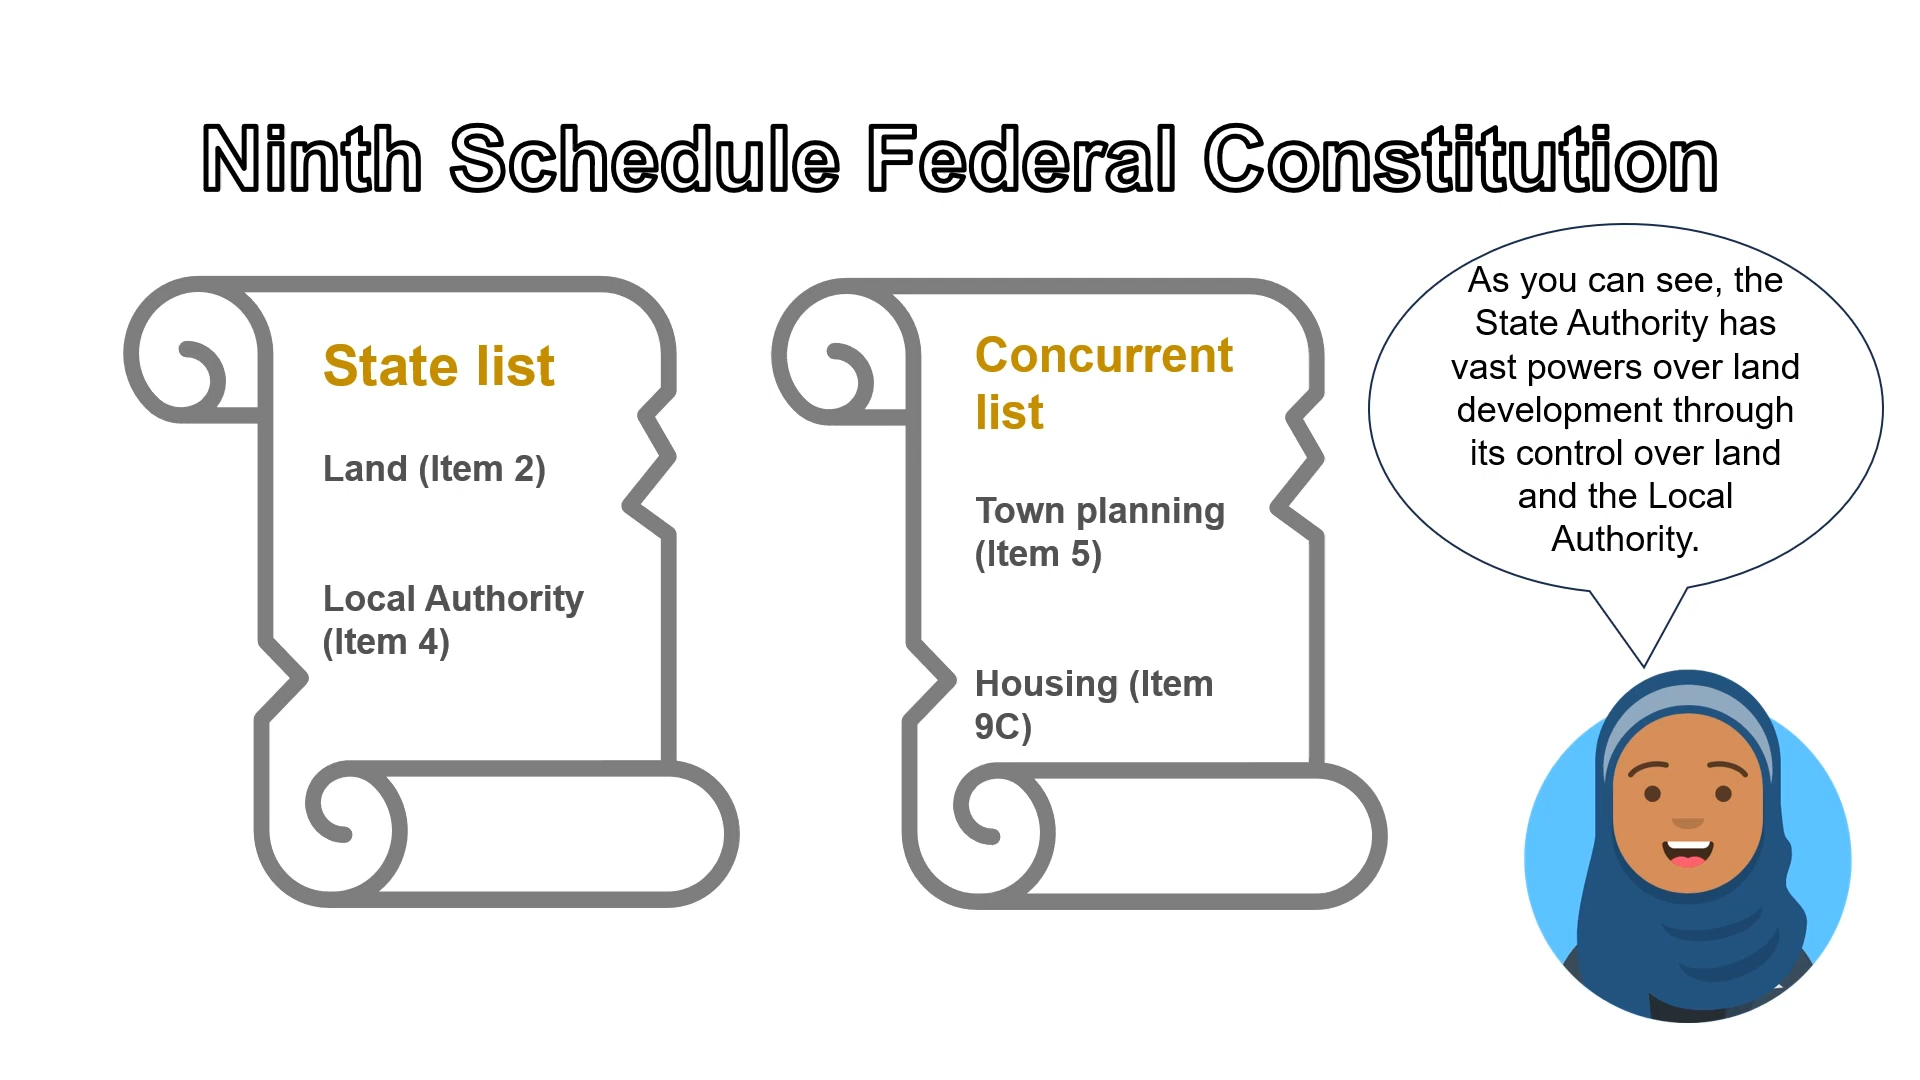 Ninth Schedule Federal Constitution
State list
Land (Item 2)
Local Authority
(Item 4)
Concurrent
list
Town planning
(Item 5)
Housing (Item
9C)
As you can see, the
State Authority has
vast powers over land
development through
its control over land
and the Local
Authority.